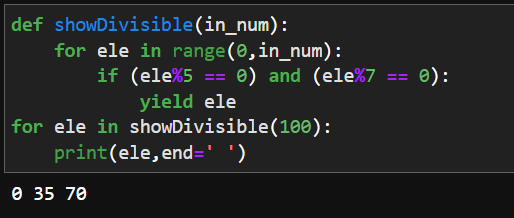 def showDivisible(in_num):
    for ele in range(0,in_num):
        if (ele%5 == 0) and (ele%7 == 0):
            yield ele
for ele in showDivisible(100):
    print(ele,end=' ')
0 35 70